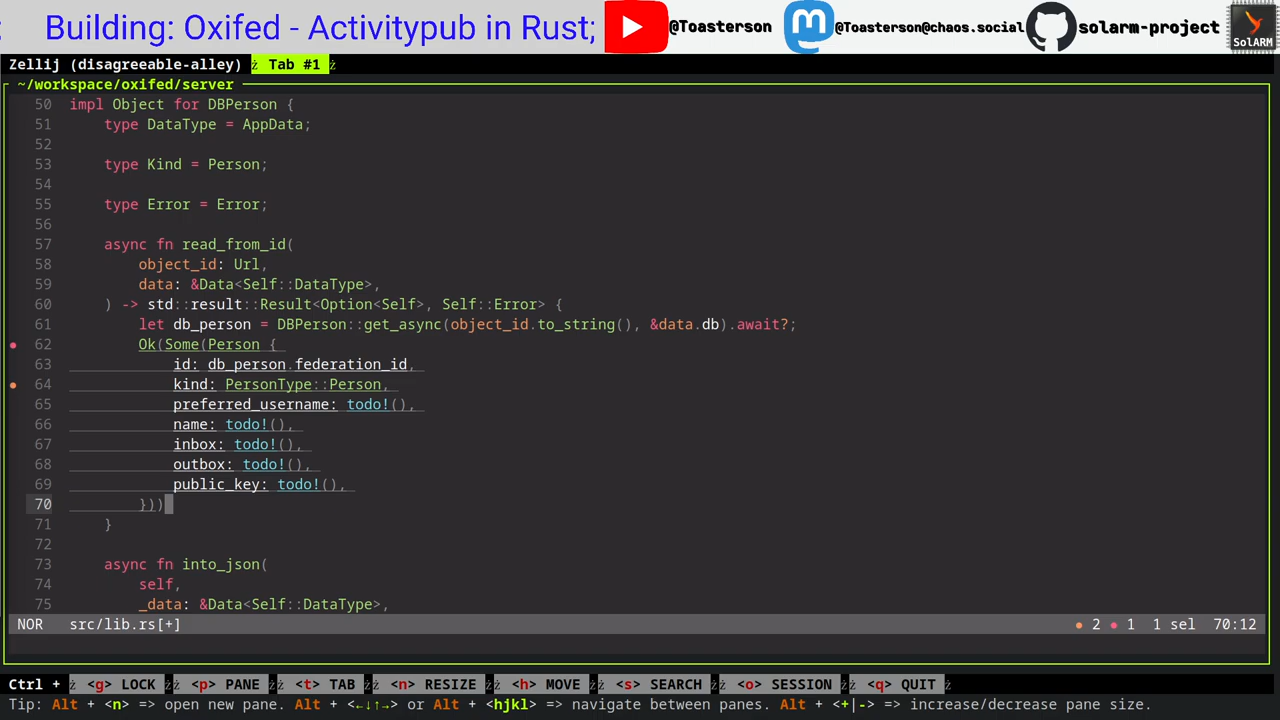 Building: Oxifed - Activitypub in Rust;
@Toasterson
@Toasterson@chaos.social
solarm-project
SolARM
Zellij (disagreeable-alley) ż Tab #1 ż
~/workspace/oxifed/server
50 impl Object for DBPerson {
51 type DataType = AppData;
52
53 type Kind = Person;
54
55 type Error = Error;
56
57 async fn read_from_id(
58 object_id: Url,
59 data: &Data<Self::DataType>,
60 ) -> std::result::Result<Option<Self>, Self::Error> {
61 let db_person = DBPerson::get_async(object_id.to_string(), &data.db).await?;
62 Ok(Some(Person {
63 id: db_person.federation_id,
64 kind: PersonType::Person,
65 preferred_username: todo!(),
66 name: todo!(),
67 inbox: todo!(),
68 outbox: todo!(),
69 public_key: todo!(),
70 }))
71 }
72
73 async fn into_json(
74 self,
75 _data: &Data<Self::DataType>,
NOR src/lib.rs[+] ● 2 ● 1 1 sel 70:12
Ctrl + ż <g> LOCK ż <p> PANE ż <t> TAB ż <n> RESIZE ż <h> MOVE ż <s> SEARCH ż <o> SESSION ż <q> QUIT ż
Tip: Alt + <n> => open new pane. Alt + <←↓↑→> or Alt + <hjkl> => navigate between panes. Alt + <+|-> => increase/decrease pane size.